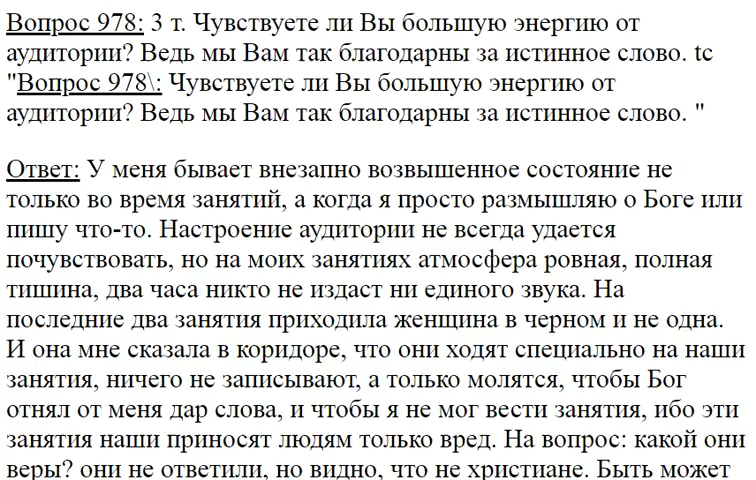 Вопрос 978: 3 т. Чувствуете ли Вы большую энергию от
аудитории? Ведь мы Вам так благодарны за истинное слово. tc
"Вопрос 978\: Чувствуете ли Вы большую энергию от
аудитории? Ведь мы Вам так благодарны за истинное слово. "
Ответ: У меня бывает внезапно возвышенное состояние не
только во время занятий, а когда я просто размышляю о Боге или
пишу что-то. Настроение аудитории не всегда удается
почувствовать, но на моих занятиях атмосфера ровная, полная
тишина, два часа никто не издаст ни единого звука. На
последние два занятия приходила женщина в черном и не одна.
И она мне сказала в коридоре, что они ходят специально на наши
занятия, ничего не записывают, а только молятся, чтобы Бог
отнял от меня дар слова, и чтобы я не мог вести занятия, ибо эти
занятия наши приносят людям только вред. На вопрос: какой они
веры? они не ответили, но видно, что не христиане. Быть может